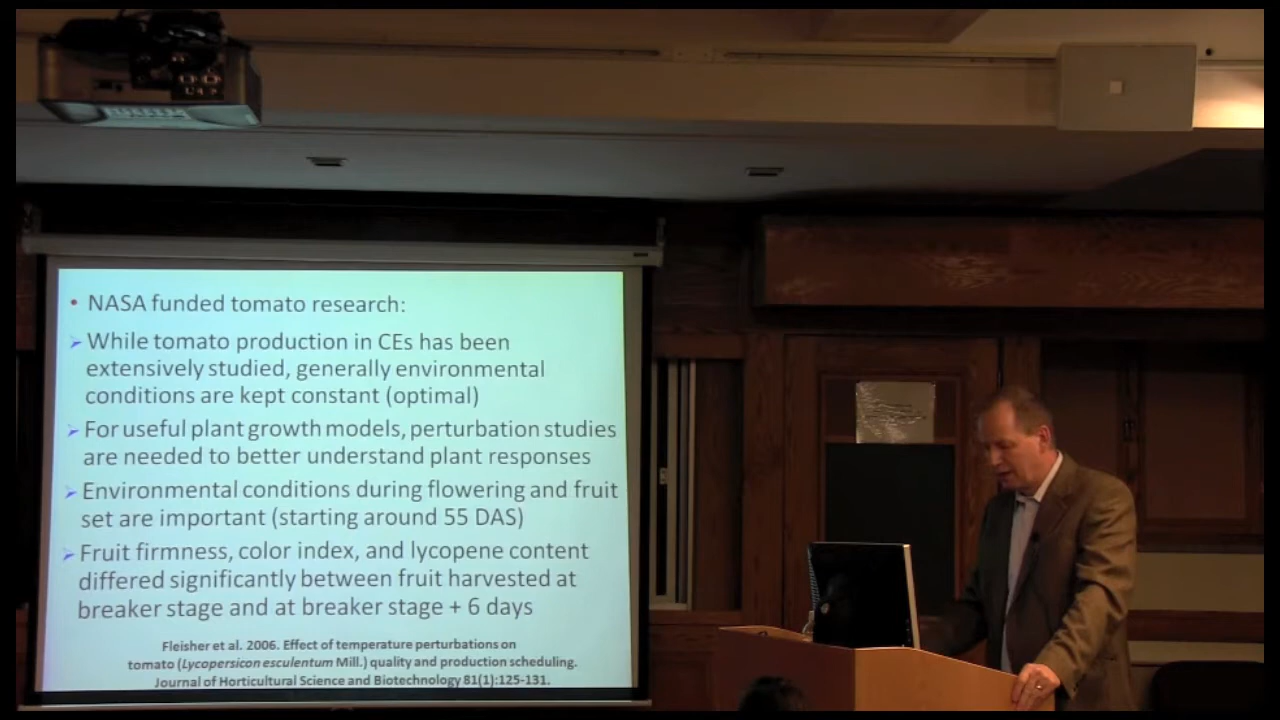 • NASA funded tomato research:
➢ While tomato production in CEs has been
extensively studied, generally environmental
conditions are kept constant (optimal)
➢ For useful plant growth models, perturbation studies
are needed to better understand plant responses
➢ Environmental conditions during flowering and fruit
set are important (starting around 55 DAS)
➢ Fruit firmness, color index, and lycopene content
differed significantly between fruit harvested at
breaker stage and at breaker stage + 6 days
Fleisher et al. 2006. Effect of temperature perturbations on
tomato (Lycopersicon esculentum Mill.) quality and production scheduling.
Journal of Horticultural Science and Biotechnology 81(1):125-131.